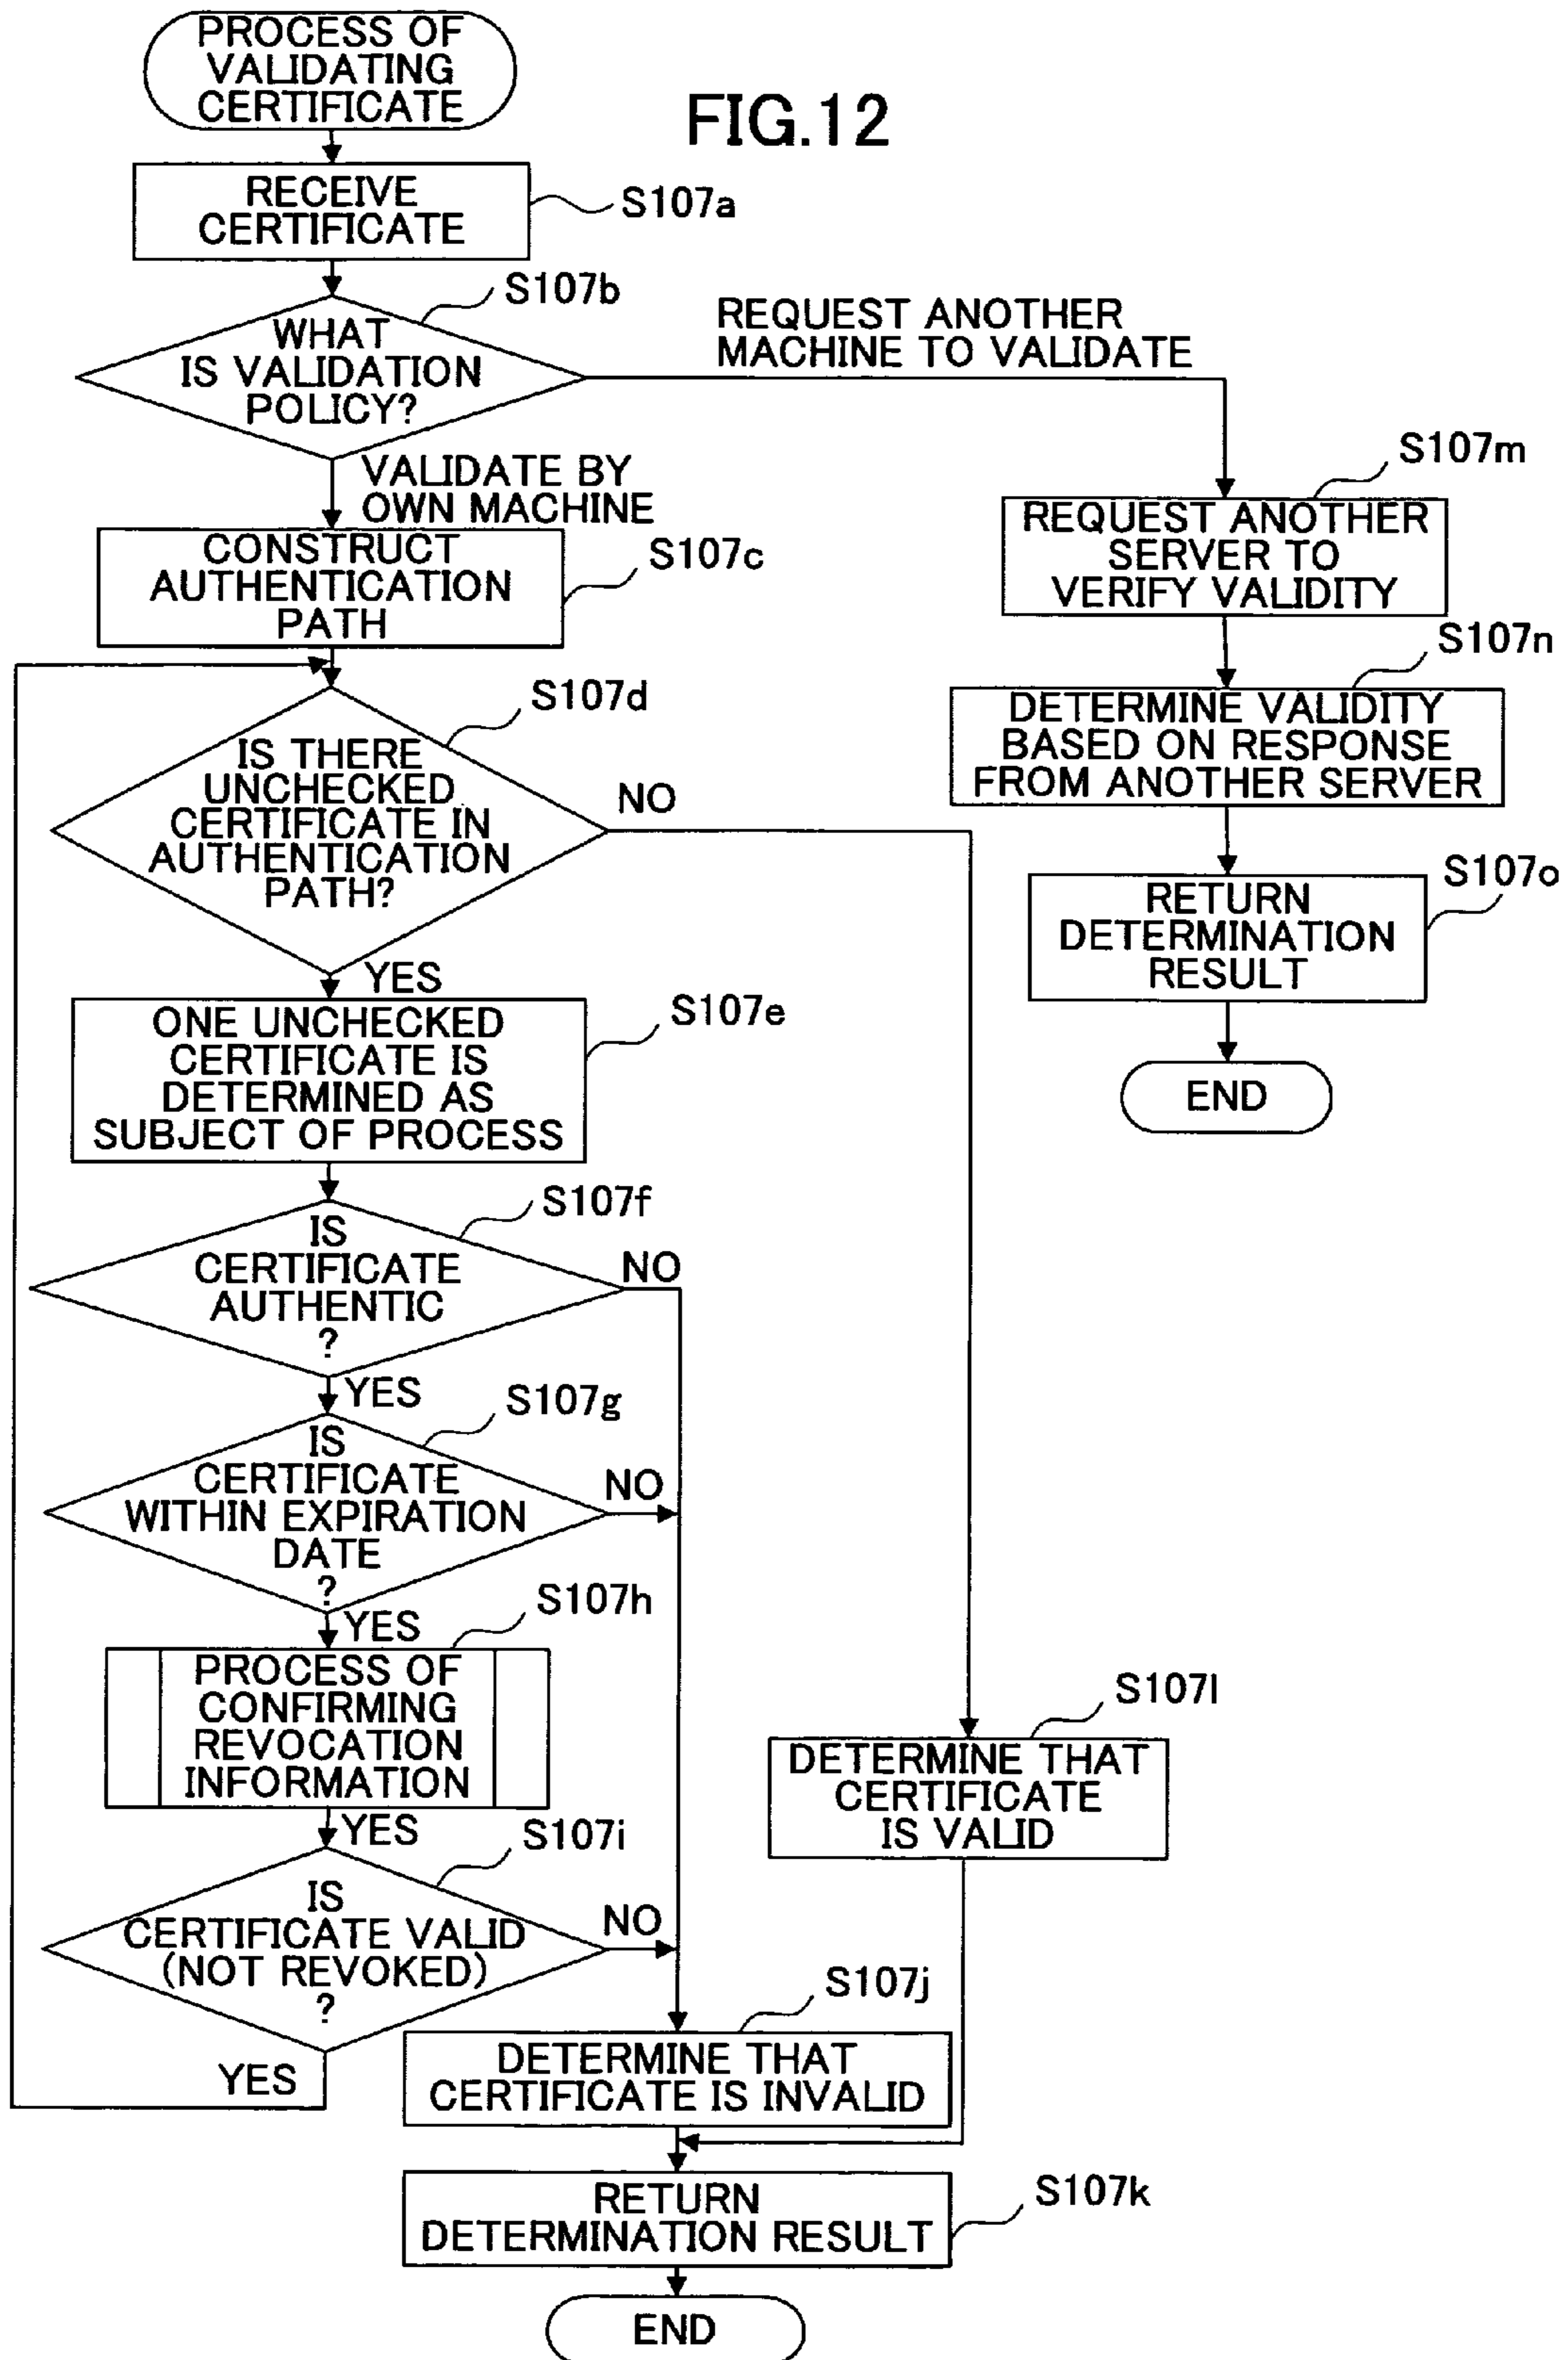 PROCESS OF
VALIDATING
CERTIFICATE
FIG.12
RECEIVE
CERTIFICATE
S107a
S107b
WHAT
IS VALIDATION
POLICY?
REQUEST ANOTHER
MACHINE TO VALIDATE
VALIDATE BY
OWN MACHINE
CONSTRUCT
AUTHENTICATION
PATH
S107c
S107m
REQUEST ANOTHER
SERVER TO
VERIFY VALIDITY
S107n
DETERMINE VALIDITY
BASED ON RESPONSE
FROM ANOTHER SERVER
S107o
RETURN
DETERMINATION
RESULT
END
S107d
IS THERE
UNCHECKED
CERTIFICATE IN
AUTHENTICATION
PATH?
NO
YES
ONE UNCHECKED
CERTIFICATE IS
DETERMINED AS
SUBJECT OF PROCESS
S107e
S107f
IS
CERTIFICATE
AUTHENTIC
?
NO
YES
S107g
IS
CERTIFICATE
WITHIN EXPIRATION
DATE
?
NO
YES
S107h
PROCESS OF
CONFIRMING
REVOCATION
INFORMATION
YES
S107i
IS
CERTIFICATE VALID
(NOT REVOKED)
?
NO
YES
S107l
DETERMINE THAT
CERTIFICATE
IS VALID
S107j
DETERMINE THAT
CERTIFICATE IS INVALID
RETURN
DETERMINATION RESULT
S107k
END